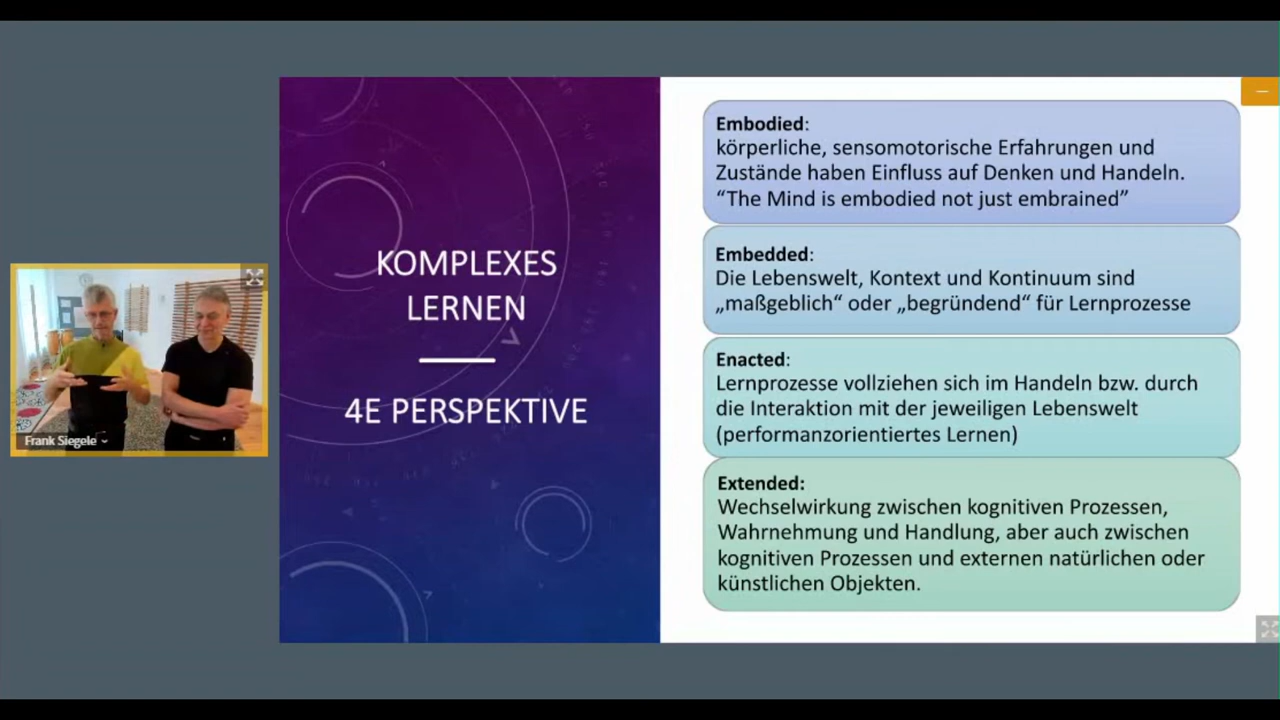 KOMPLEXES
LERNEN
4E PERSPEKTIVE
Embodied:
körperliche, sensomotorische Erfahrungen und
Zustände haben Einfluss auf Denken und Handeln.
“The Mind is embodied not just embrained”
Embedded:
Die Lebenswelt, Kontext und Kontinuum sind
„maßgeblich“ oder „begründend“ für Lernprozesse
Enacted:
Lernprozesse vollziehen sich im Handeln bzw. durch
die Interaktion mit der jeweiligen Lebenswelt
(performanzorientiertes Lernen)
Extended:
Wechselwirkung zwischen kognitiven Prozessen,
Wahrnehmung und Handlung, aber auch zwischen
kognitiven Prozessen und externen natürlichen oder
künstlichen Objekten.
Frank Siegele